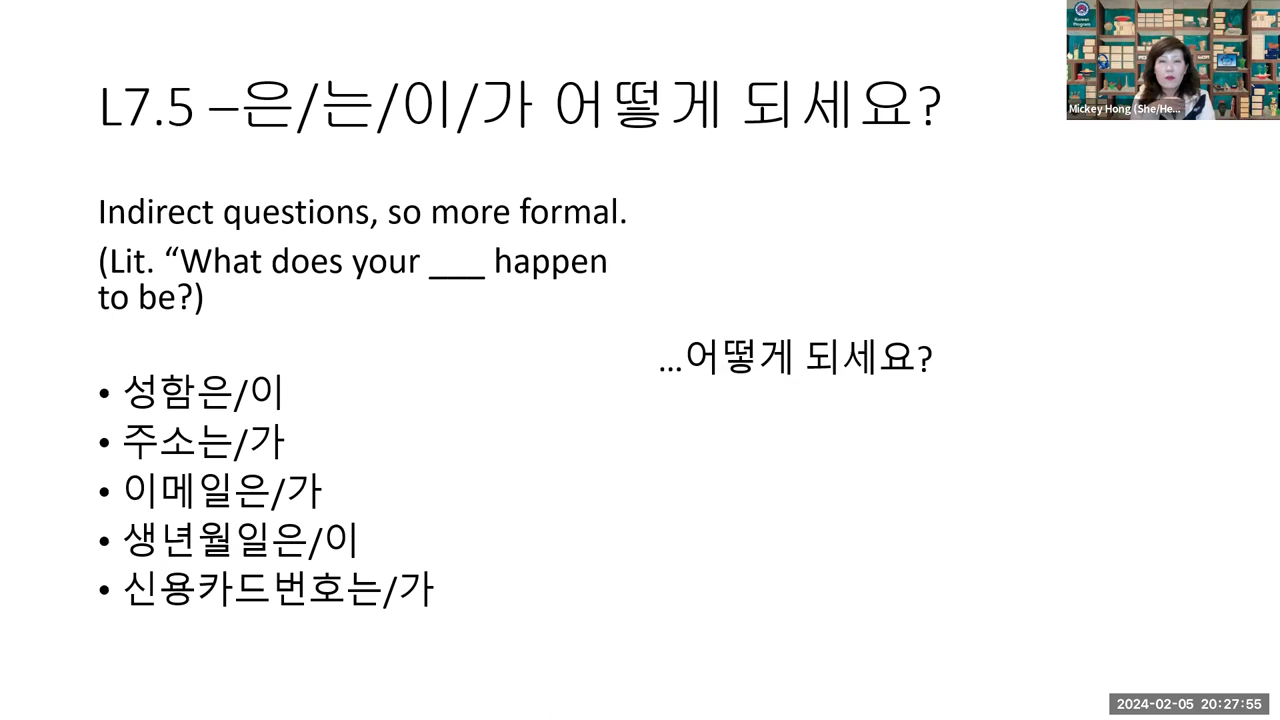 L7.5 –은/는/이/가 어떻게 되세요?
Korean
Program
Mickey Hong (She/He...
Indirect questions, so more formal.
(Lit. “What does your ___ happen
to be?)
...어떻게 되세요?
• 성함은/이
• 주소는/가
• 이메일은/가
• 생년월일은/이
• 신용카드번호는/가
2024-02-05 20:27:55